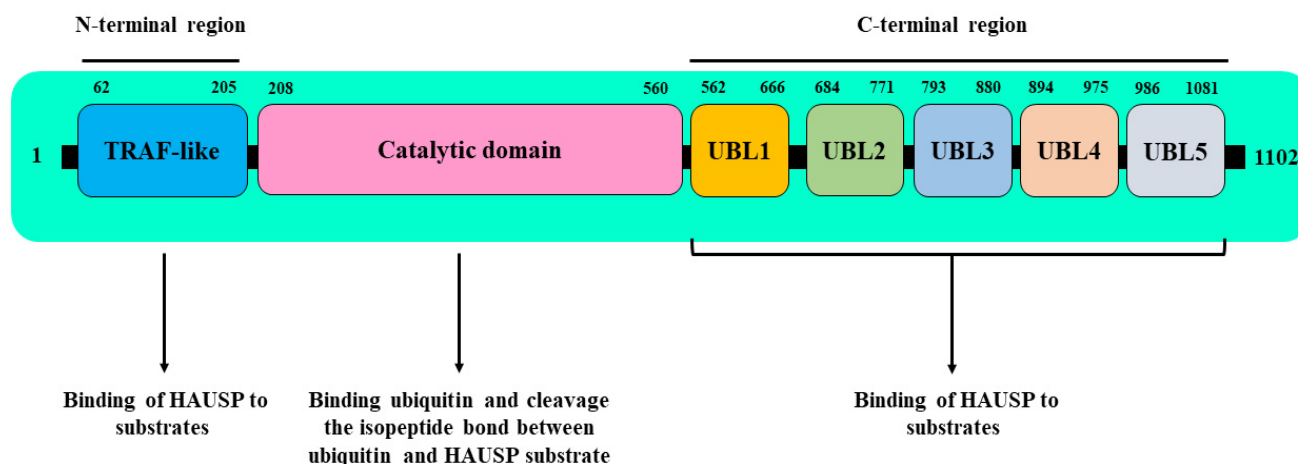 N-terminal region
C-terminal region
62 205 208 560 562 666 684 771 793 880 894 975 986 1081
1 TRAF-like Catalytic domain UBL1 UBL2 UBL3 UBL4 UBL5 1102
Binding of HAUSP to
substrates
Binding ubiquitin and cleavage
the isopeptide bond between
ubiquitin and HAUSP substrate
Binding of HAUSP to
substrates